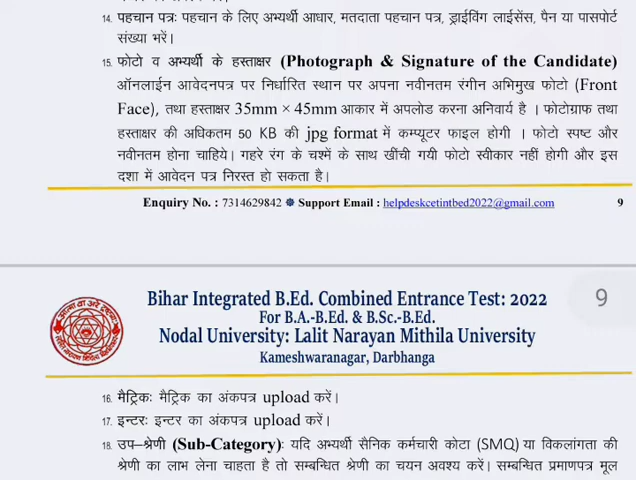 14. पहचान पत्रः पहचान के लिए अभ्यर्थी आधार, मतदाता पहचान पत्र, ड्राईविंग लाईसेंस, पैन या पासपोर्ट
संख्या भरें।
15. फोटो व अभ्यर्थी के हस्ताक्षर (Photograph & Signature of the Candidate)
ऑनलाईन आवेदनपत्र पर निर्धारित स्थान पर अपना नवीनतम रंगीन अभिमुख फोटो (Front
Face), तथा हस्ताक्षर 35mm × 45mm आकार में अपलोड करना अनिवार्य है । फोटोग्राफ तथा
हस्ताक्षर की अधिकतम 50 KB की jpg format में कम्प्यूटर फाइल होगी । फोटो स्पष्ट और
नवीनतम होना चाहिये। गहरे रंग के चश्में के साथ खींची गयी फोटो स्वीकार नहीं होगी और इस
दशा में आवेदन पत्र निरस्त हो सकता है।
Enquiry No. : 7314629842 Support Email : helpdeskcetintbed2022@gmail.com 9
9
Bihar Integrated B.Ed. Combined Entrance Test: 2022
For B.A.-B.Ed. & B.Sc.-B.Ed.
Nodal University: Lalit Narayan Mithila University
Kameshwaranagar, Darbhanga
16. मैट्रिकः मैट्रिक का अंकपत्र upload करें।
17. इन्टरः इन्टर का अंकपत्र upload करें।
18. उप–श्रेणी (Sub-Category): यदि अभ्यर्थी सैनिक कर्मचारी कोटा (SMQ) या विकलांगता की
श्रेणी का लाभ लेना चाहता है तो सम्बन्धित श्रेणी का चयन अवश्य करें। सम्बन्धित प्रमाणपत्र मूल